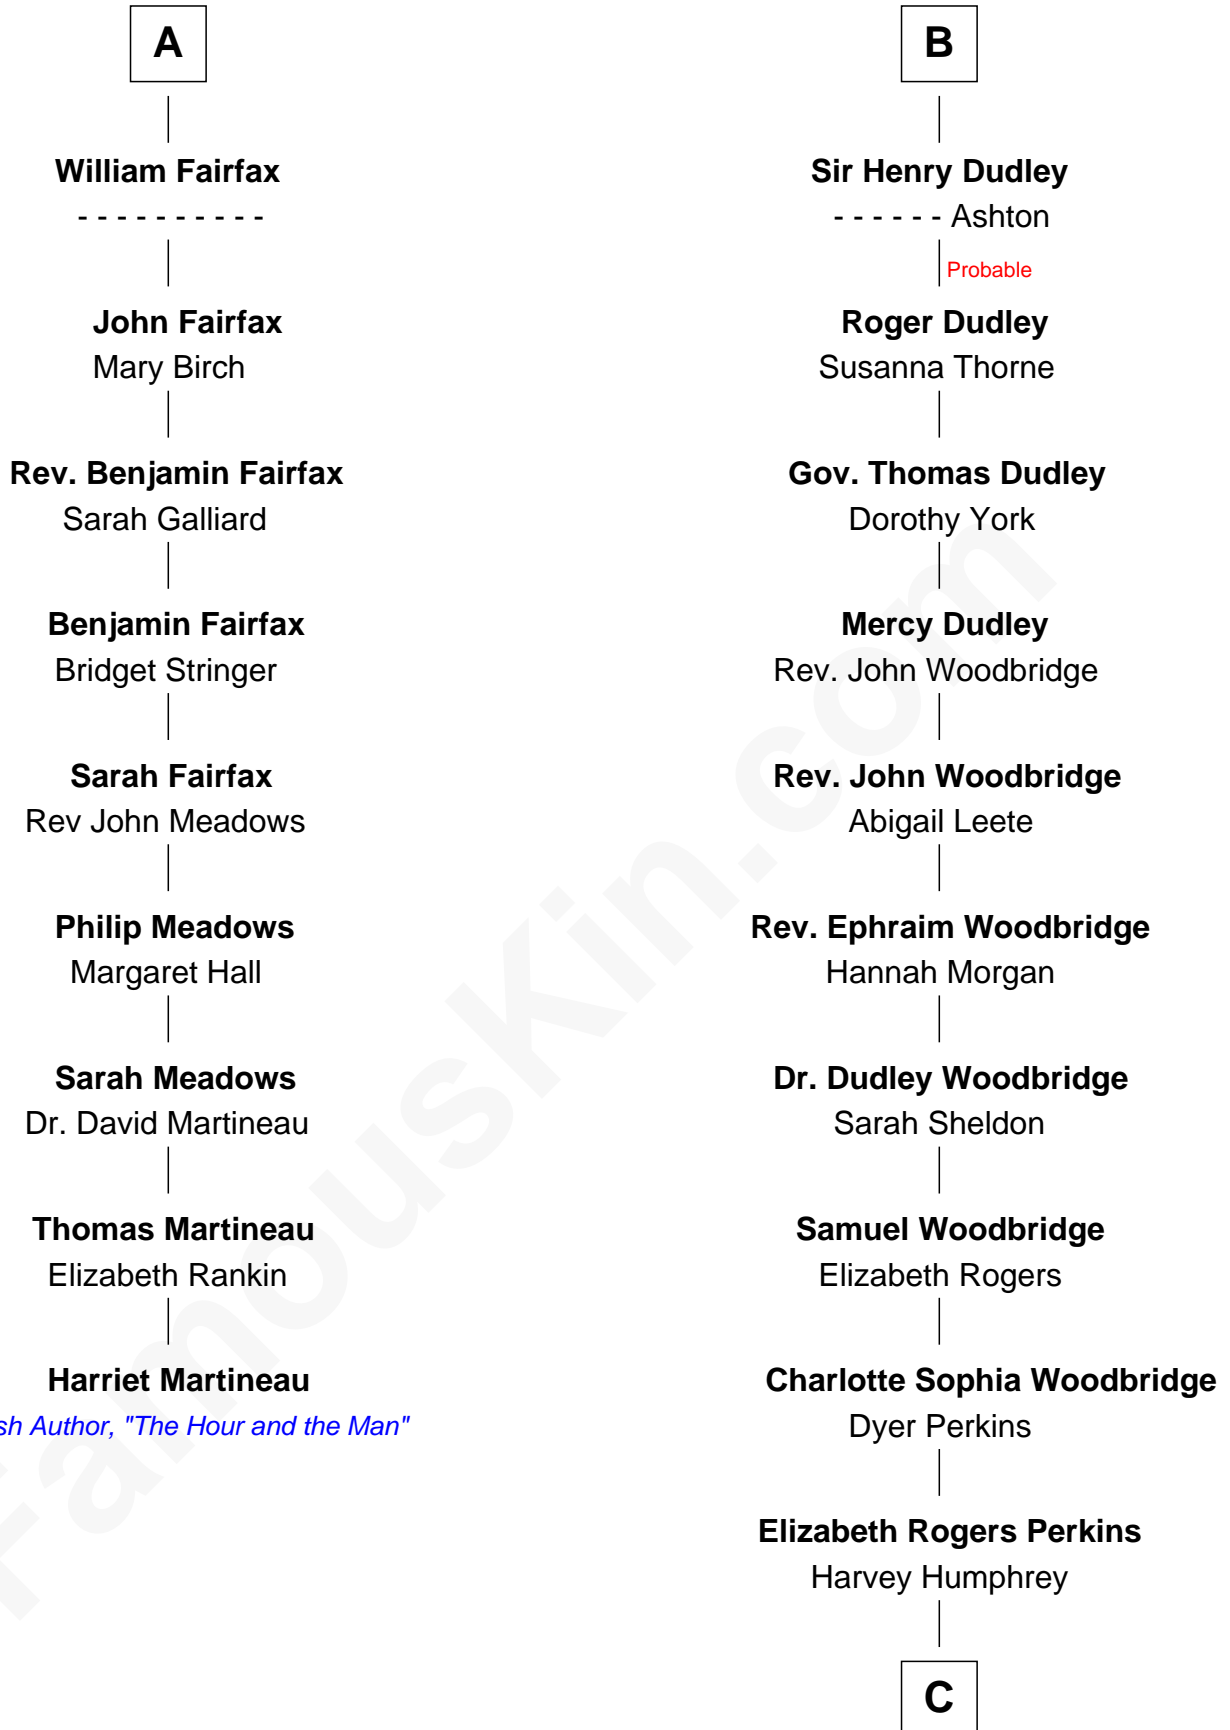 A
William Fairfax
- - - - - - - - - -
John Fairfax
Mary Birch
Rev. Benjamin Fairfax
Sarah Galliard
Benjamin Fairfax
Bridget Stringer
Sarah Fairfax
Rev John Meadows
Philip Meadows
Margaret Hall
Sarah Meadows
Dr. David Martineau
Thomas Martineau
Elizabeth Rankin
Harriet Martineau
sh Author, "The Hour and the Man"
B
Sir Henry Dudley
- - - - - - Ashton
Probable
Roger Dudley
Susanna Thorne
Gov. Thomas Dudley
Dorothy York
Mercy Dudley
Rev. John Woodbridge
Rev. John Woodbridge
Abigail Leete
Rev. Ephraim Woodbridge
Hannah Morgan
Dr. Dudley Woodbridge
Sarah Sheldon
Samuel Woodbridge
Elizabeth Rogers
Charlotte Sophia Woodbridge
Dyer Perkins
Elizabeth Rogers Perkins
Harvey Humphrey
C
FamousKin.com